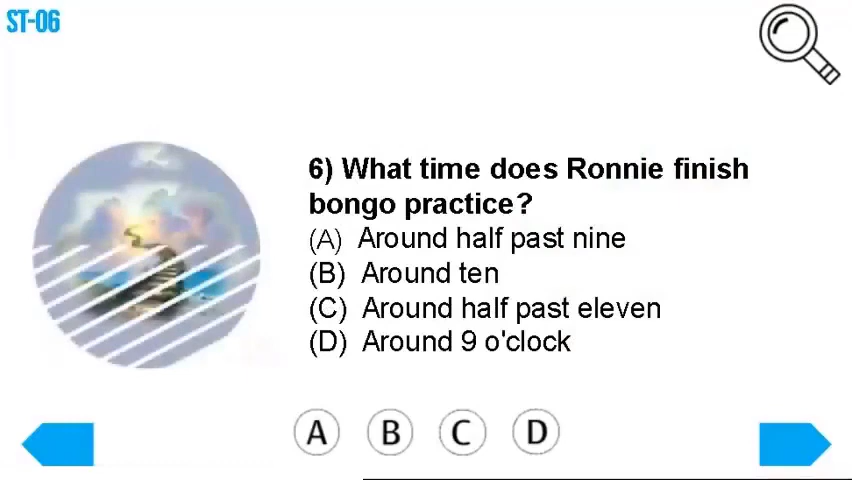 ST-06
6) What time does Ronnie finish
bongo practice?
(A) Around half past nine
(B) Around ten
(C) Around half past eleven
(D) Around 9 o'clock
A B C D